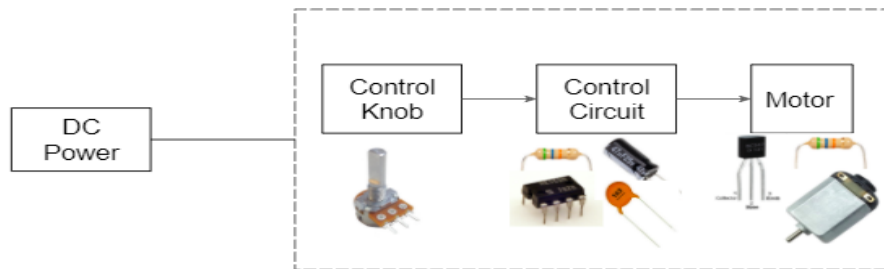 Control
Knob
Control
Circuit
Motor
DC
Power